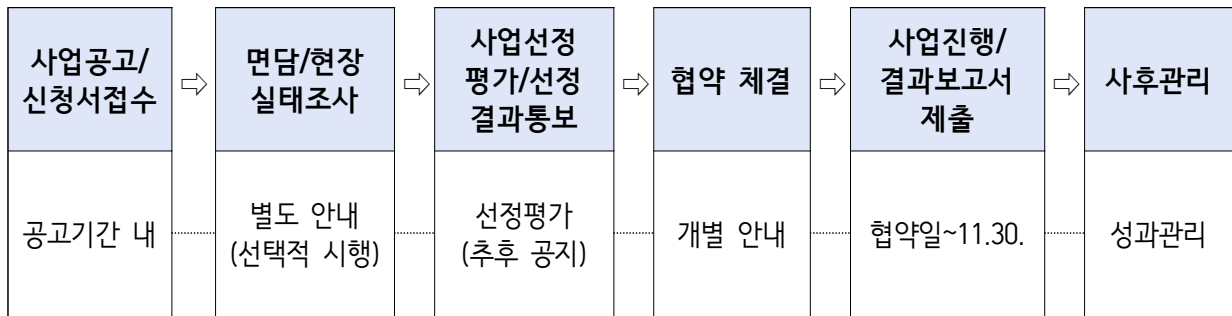 사업공고/
신청서접수
⇨
면담/현장
실태조사
⇨
사업선정
평가/선정
결과통보
⇨
협약 체결
⇨
사업진행/
결과보고서
제출
⇨
사후관리
공고기간 내
별도 안내
(선택적 시행)
선정평가
(추후 공지)
개별 안내
협약일~11.30.
성과관리